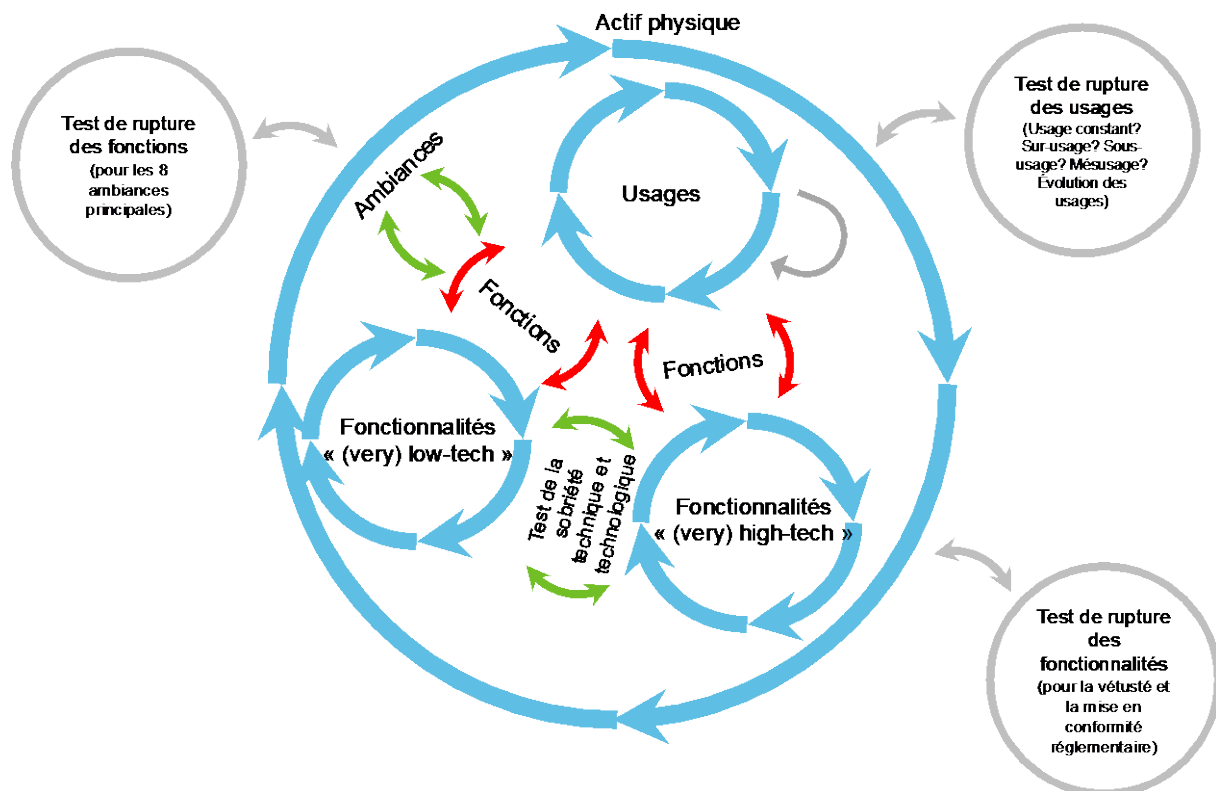 Actif physique
Test de rupture
des fonctions
(pour les 8
ambiances
principales)
Test de rupture
des usages
(Usage constant?
Sur-usage? Sous-
usage? Mésusage?
Évolution des
usages)
Ambiances
Usages
Fonctions
Fonctions
Fonctionnalités
« (very) low-tech »
Test de la
sobriété
technique et
technologique
Fonctionnalités
« (very) high-tech »
Test de rupture
des
fonctionnalités
(pour la vétusté et
la mise en
conformité
réglementaire)